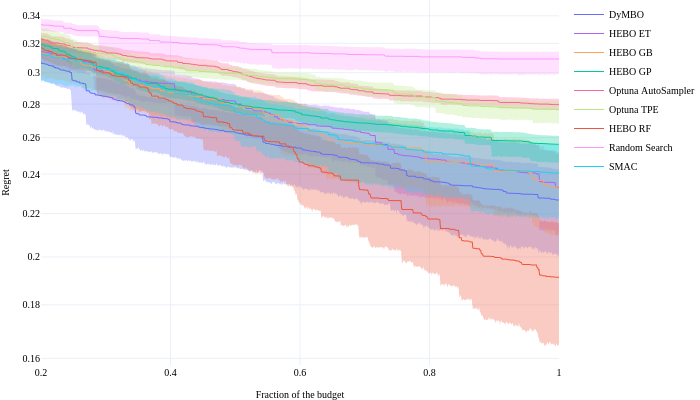 0.34
0.32
0.3
0.28
0.26
0.24
0.22
0.2
0.18
0.16
Regret
0.2 0.4 0.6 0.8 1
Fraction of the budget
DyMBO
HEBO ET
HEBO GB
HEBO GP
Optuna AutoSampler
Optuna TPE
HEBO RF
Random Search
SMAC